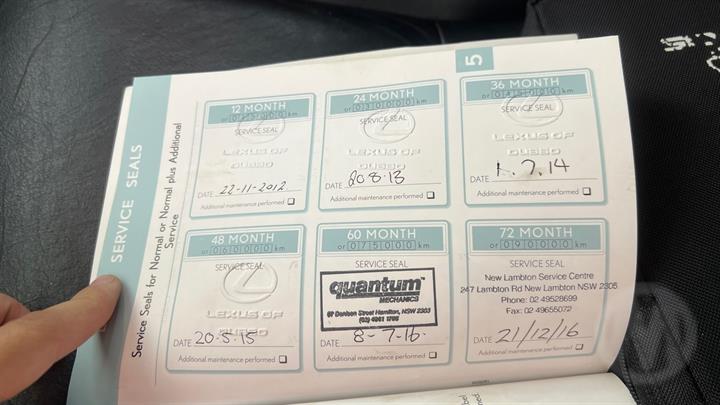 SERVICE SEALS
Service Seals for Normal or Normal plus Additional
Service
5
12 MONTH
or 015000 km
SERVICE SEAL
LEXUS OF
DUBBO
DATE 22-11-2012
Additional maintenance performed
24 MONTH
or 030000 km
SERVICE SEAL
LEXUS OF
DUBBO
DATE 20.8.13
Additional maintenance performed
36 MONTH
or 045000 km
SERVICE SEAL
LEXUS OF
DUBBO
DATE 1.7.14
Additional maintenance performed
48 MONTH
or 060000 km
SERVICE SEAL
LEXUS OF
DUBBO
DATE 20.5.15
Additional maintenance performed
60 MONTH
or 075000 km
SERVICE SEAL
quantum
MECHANICS
67 Denison Street Hamilton, NSW 2303
DATE 8-7-16.
Additional maintenance performed
72 MONTH
or 090000 km
SERVICE SEAL
New Lambton Service Centre
247 Lambton Rd New Lambton NSW 2305
Phone: 02 49528699
Fax: 02 49655072
DATE 21/12/16
Additional maintenance performed